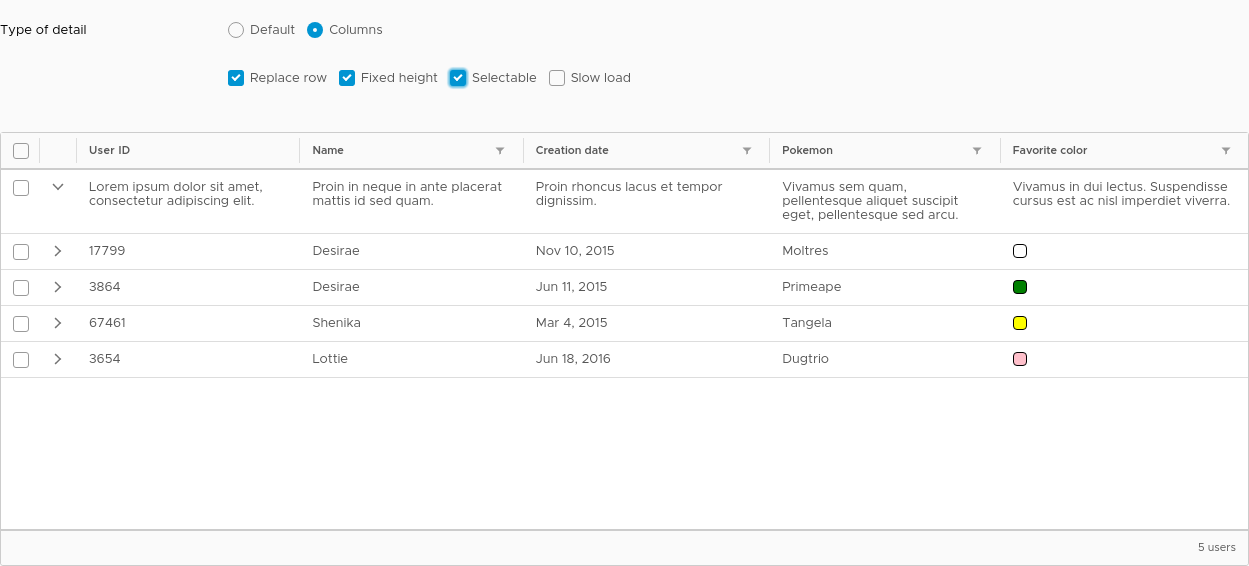 Type of detail
Default Columns
Replace row Fixed height Selectable Slow load
User ID Name Creation date Pokemon Favorite color
Lorem ipsum dolor sit amet, Proin in neque in ante placerat Proin rhoncus lacus et tempor Vivamus sem quam, Vivamus in dui lectus. Suspendisse
consectetur adipiscing elit. mattis id sed quam. dignissim. pellentesque aliquet suscipit cursus est ac nisl imperdiet viverra.
eget, pellentesque sed arcu.
17799 Desirae Nov 10, 2015 Moltres
3864 Desirae Jun 11, 2015 Primeape
67461 Shenika Mar 4, 2015 Tangela
3654 Lottie Jun 18, 2016 Dugtrio
5 users